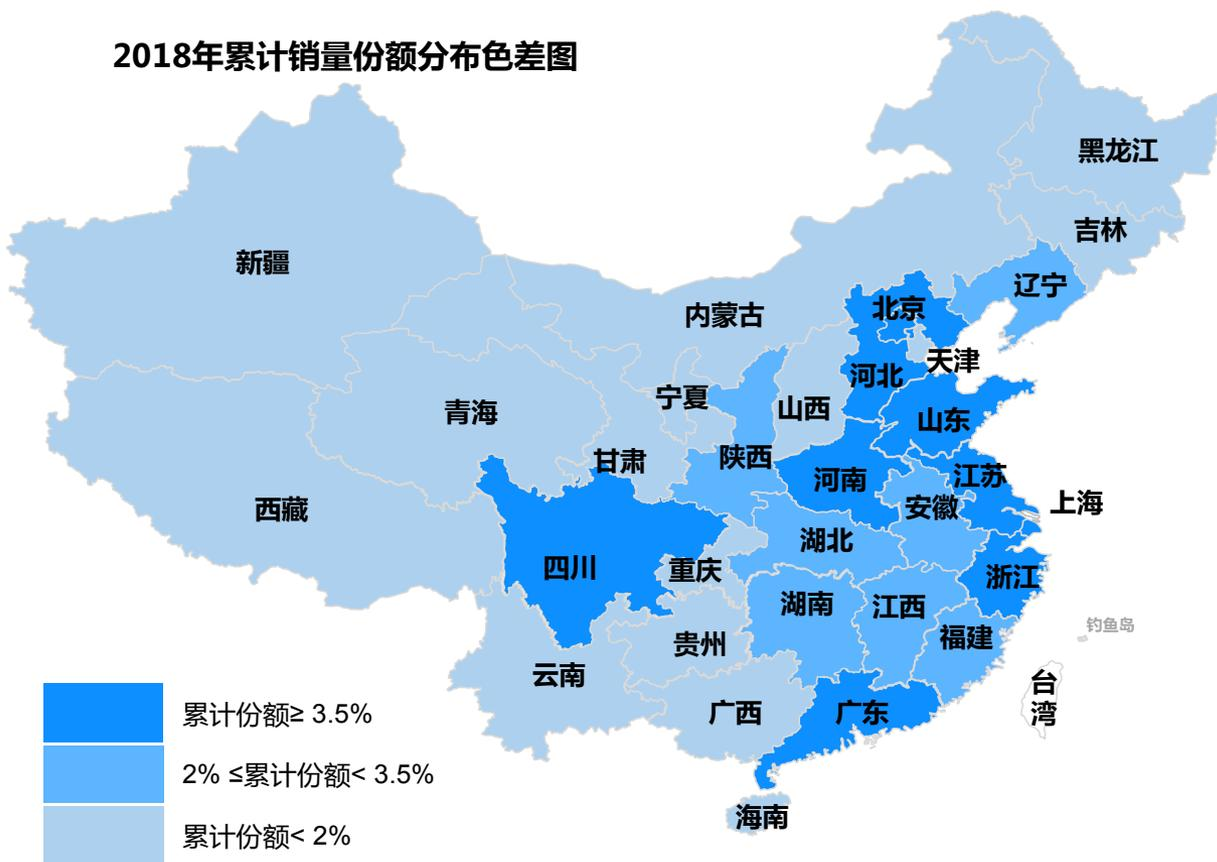 2018年累计销量份额分布色差图
黑龙江
吉林
新疆
辽宁
内蒙古
北京
天津
河北
宁夏
青海
山西
山东
陕西
甘肃
河南
江苏
西藏
安徽
上海
湖北
四川
重庆
浙江
湖南
江西
钓鱼岛
福建
贵州
云南
台湾
广西
广东
累计份额≥ 3.5%
2% ≤累计份额< 3.5%
海南
累计份额< 2%